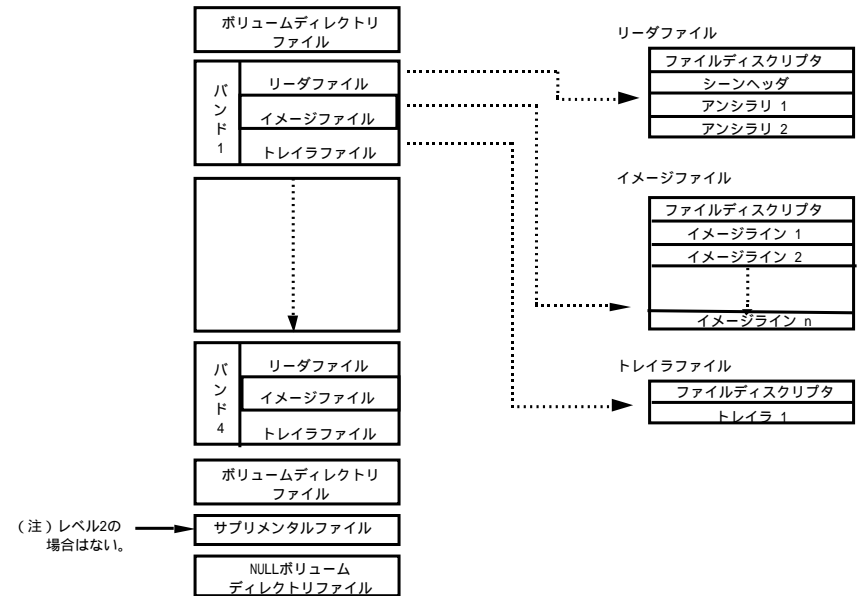 ボリュームディレクトリ
ファイル
バンド1
リーダファイル
イメージファイル
トレイラファイル
バンド4
リーダファイル
イメージファイル
トレイラファイル
ボリュームディレクトリ
ファイル
(注)レベル2の
場合はない。
サプリメンタルファイル
NULLボリューム
ディレクトリファイル
リーダファイル
ファイルディスクリプタ
シーンヘッダ
アンシラリ 1
アンシラリ 2
イメージファイル
ファイルディスクリプタ
イメージライン 1
イメージライン 2
イメージライン n
トレイラファイル
ファイルディスクリプタ
トレイラ 1